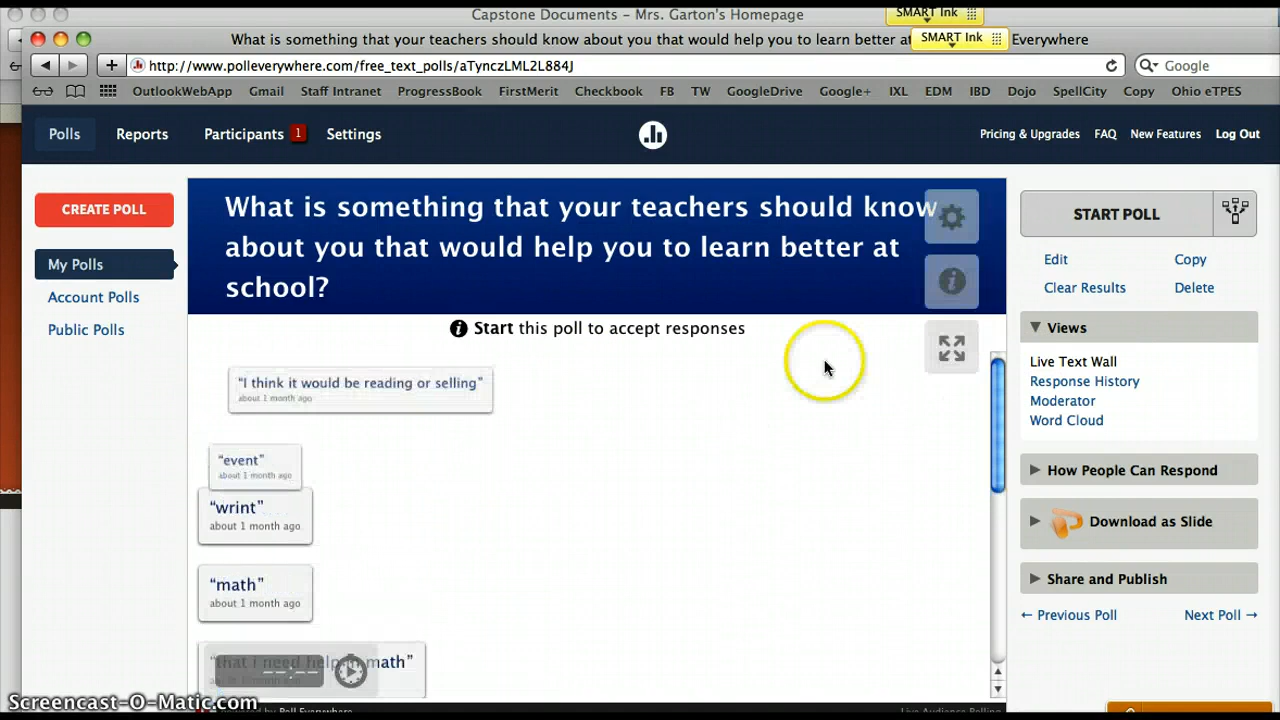 Capstone Documents – Mrs. Garton's Homepage
SMART Ink
What is something that your teachers should know about you that would help you to learn better at
SMART Ink
Everywhere
http://www.polleverywhere.com/free_text_polls/aTynczLML2L884J
Google
OutlookWebApp Gmail Staff Intranet ProgressBook FirstMerit Checkbook FB TW GoogleDrive Google+ IXL EDM IBD Dojo SpellCity Copy Ohio eTPES
Polls Reports Participants 1 Settings
Pricing & Upgrades FAQ New Features Log Out
CREATE POLL
My Polls
Account Polls
Public Polls
What is something that your teachers should know
about you that would help you to learn better at
school?
Start this poll to accept responses
"I think it would be reading or selling"
about 1 month ago
"event"
about 1 month ago
"wrint"
about 1 month ago
"math"
about 1 month ago
"that i need help in math"
START POLL
Edit Copy
Clear Results Delete
Views
Live Text Wall
Response History
Moderator
Word Cloud
How People Can Respond
Download as Slide
Share and Publish
← Previous Poll Next Poll →
Poll Everywhere
Live Audience Polling
Screencast-O-Matic.com